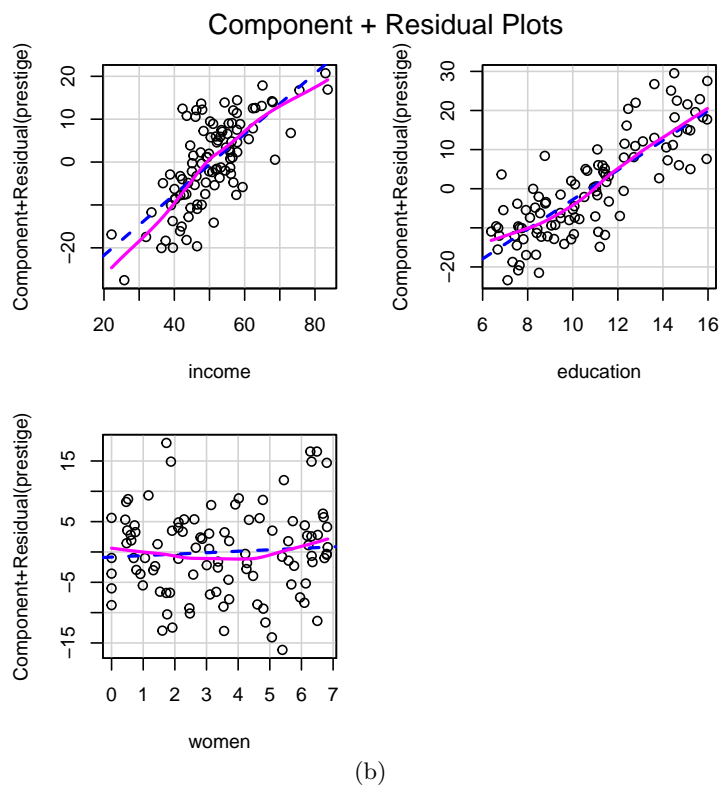 Component + Residual Plots
Component+Residual(prestige)
20
10
0
−20
20 40 60 80
income
Component+Residual(prestige)
30
20
10
0
−20
6 8 10 12 14 16
education
Component+Residual(prestige)
15
5
−5
−15
0 1 2 3 4 5 6 7
women
(b)